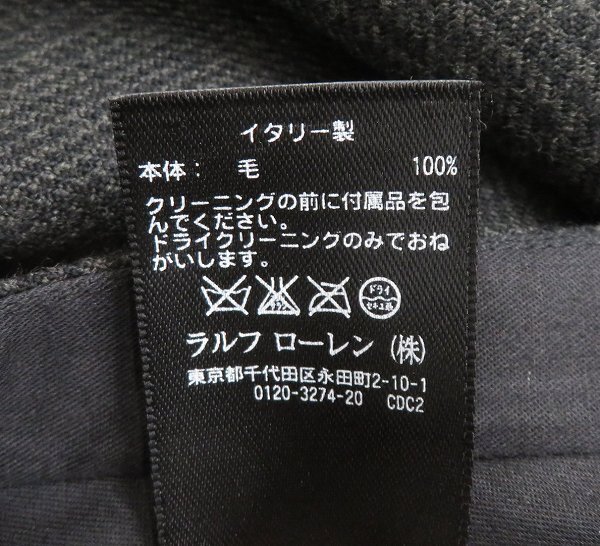 イタリー製
本体： 毛 100%
クリーニングの前に付属品を包
んでください。
ドライクリーニングのみでおね
がいします。
ドライ
セキユ系
ラルフ ローレン (株)
東京都千代田区永田町2-10-1
0120-3274-20 CDC2